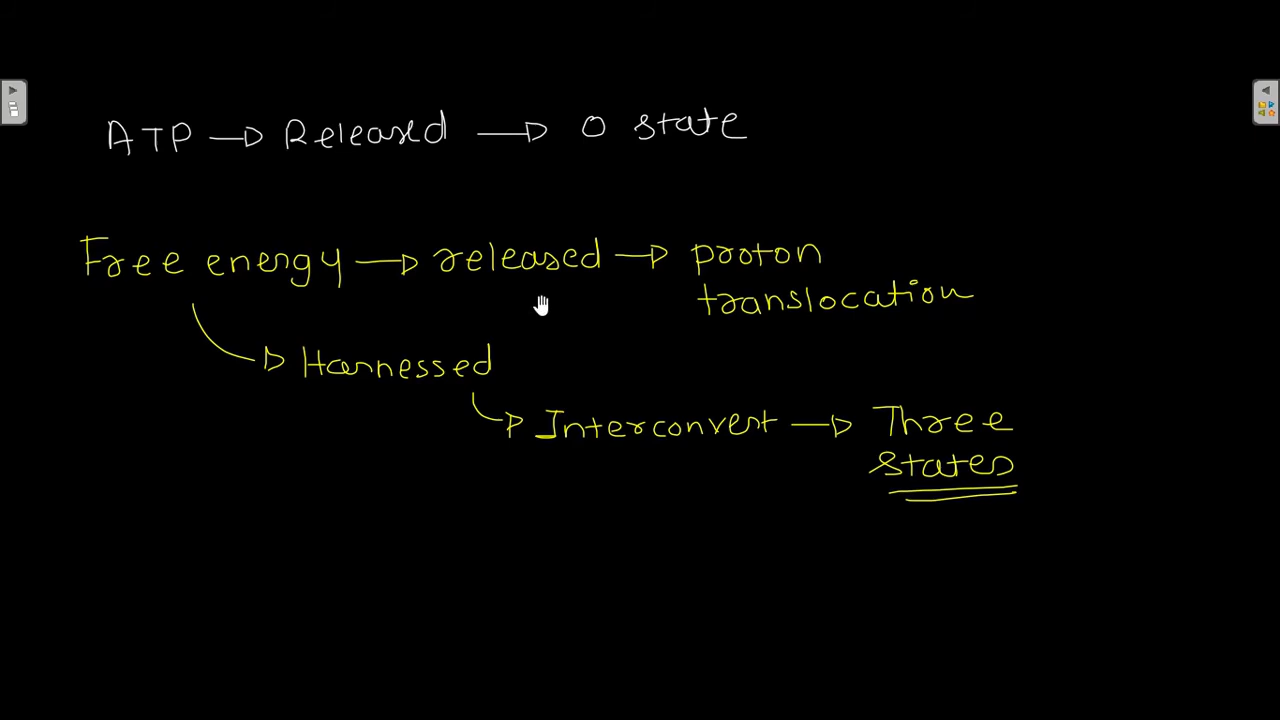 ATP → Released → O state
Free energy → released → proton
translocation
→ Harnessed
→ Interconvert → Three
states